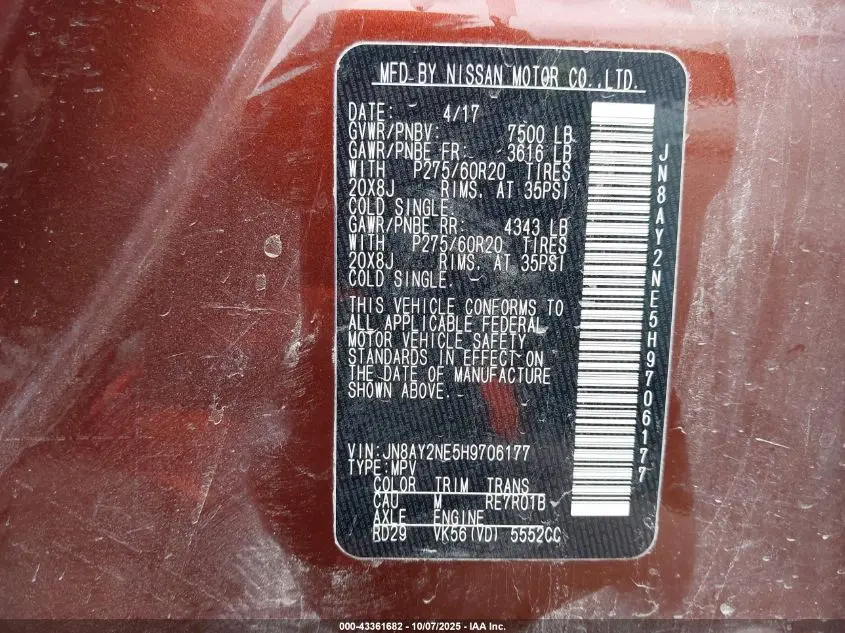 MFD BY NISSAN MOTOR CO.,LTD.
DATE: 4/17
GVWR/PNBV: 7500 LB
GAWR/PNBE FR: 3616 LB
WITH P275/60R20 TIRES
20X8J RIMS, AT 35PSI
COLD SINGLE.
GAWR/PNBE RR: 4343 LB
WITH P275/60R20 TIRES
20X8J RIMS, AT 35PSI
COLD SINGLE.
THIS VEHICLE CONFORMS TO
ALL APPLICABLE FEDERAL
MOTOR VEHICLE SAFETY
STANDARDS IN EFFECT ON
THE DATE OF MANUFACTURE
SHOWN ABOVE.
VIN:JN8AY2NE5H9706177
TYPE:MPV
COLOR TRIM TRANS
CAU M RE7R01B
AXLE ENGINE
RD29 VK56(VD) 5552CC
JN8AY2NE5H9706177
000-43361682 - 10/07/2025 - IAA Inc.